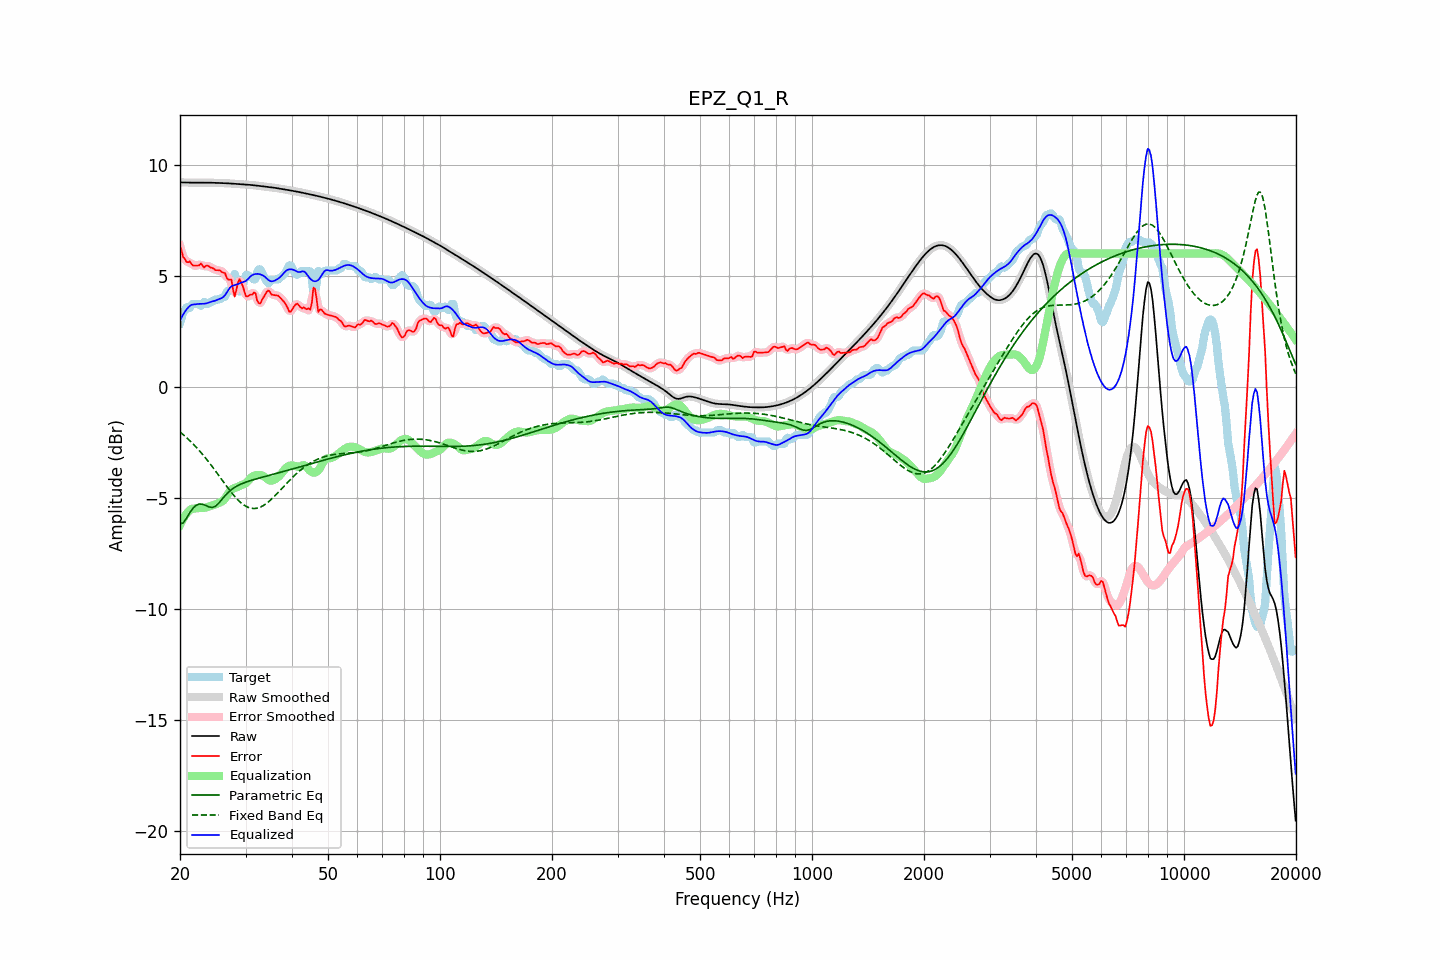 EPZ_Q1_R
Amplitude (dBr)
10
5
0
−5
−10
−15
−20
Target
Raw Smoothed
Error Smoothed
Raw
Error
Equalization
Parametric Eq
Fixed Band Eq
Equalized
20 50 100 200 500 1000 2000 5000 10000 20000
Frequency (Hz)